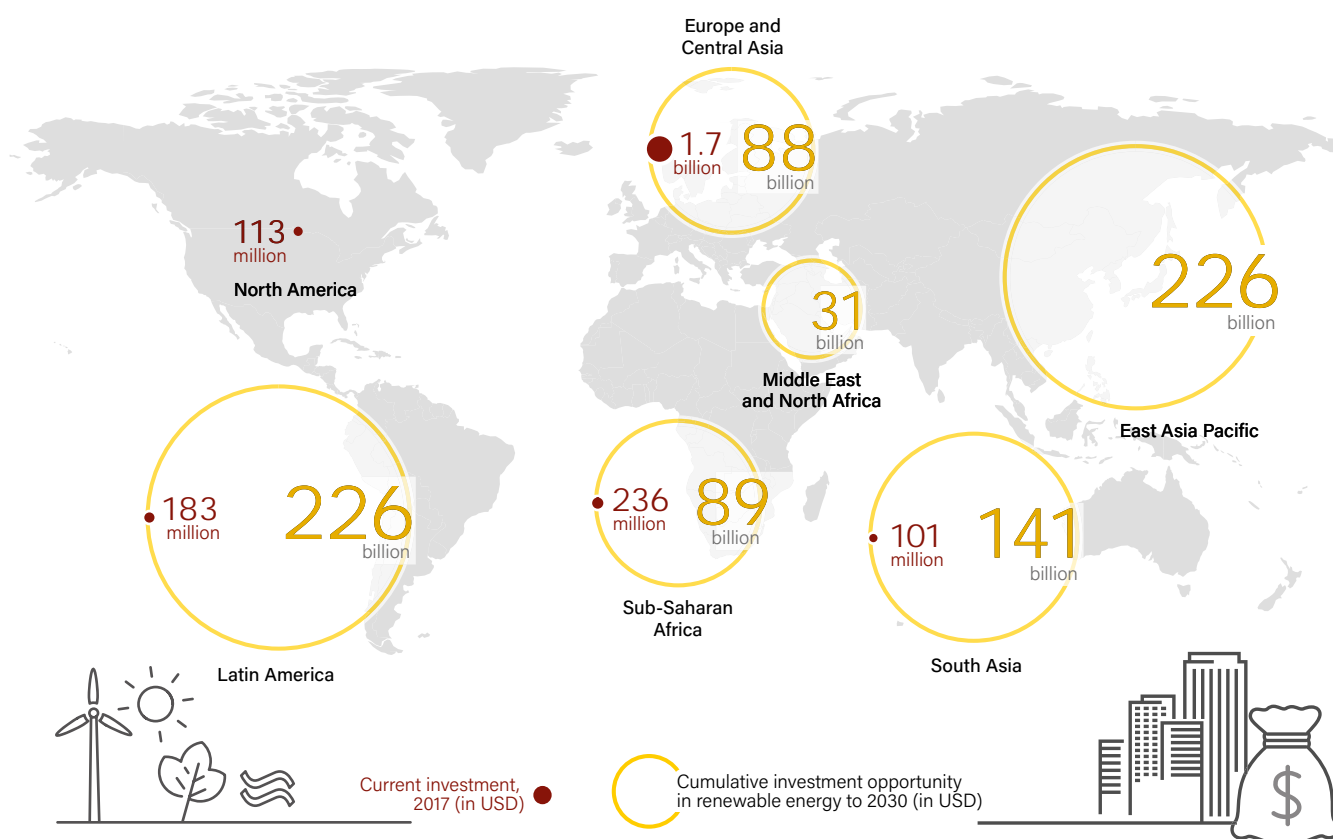 Europe and
Central Asia
1.7
billion
88
billion
113
million
North America
226
billion
East Asia Pacific
31
billion
Middle East
and North Africa
183
million
226
billion
Latin America
236
million
89
billion
Sub-Saharan
Africa
101
million
141
billion
South Asia
Current investment,
2017 (in USD)
Cumulative investment opportunity
in renewable energy to 2030 (in USD)
$